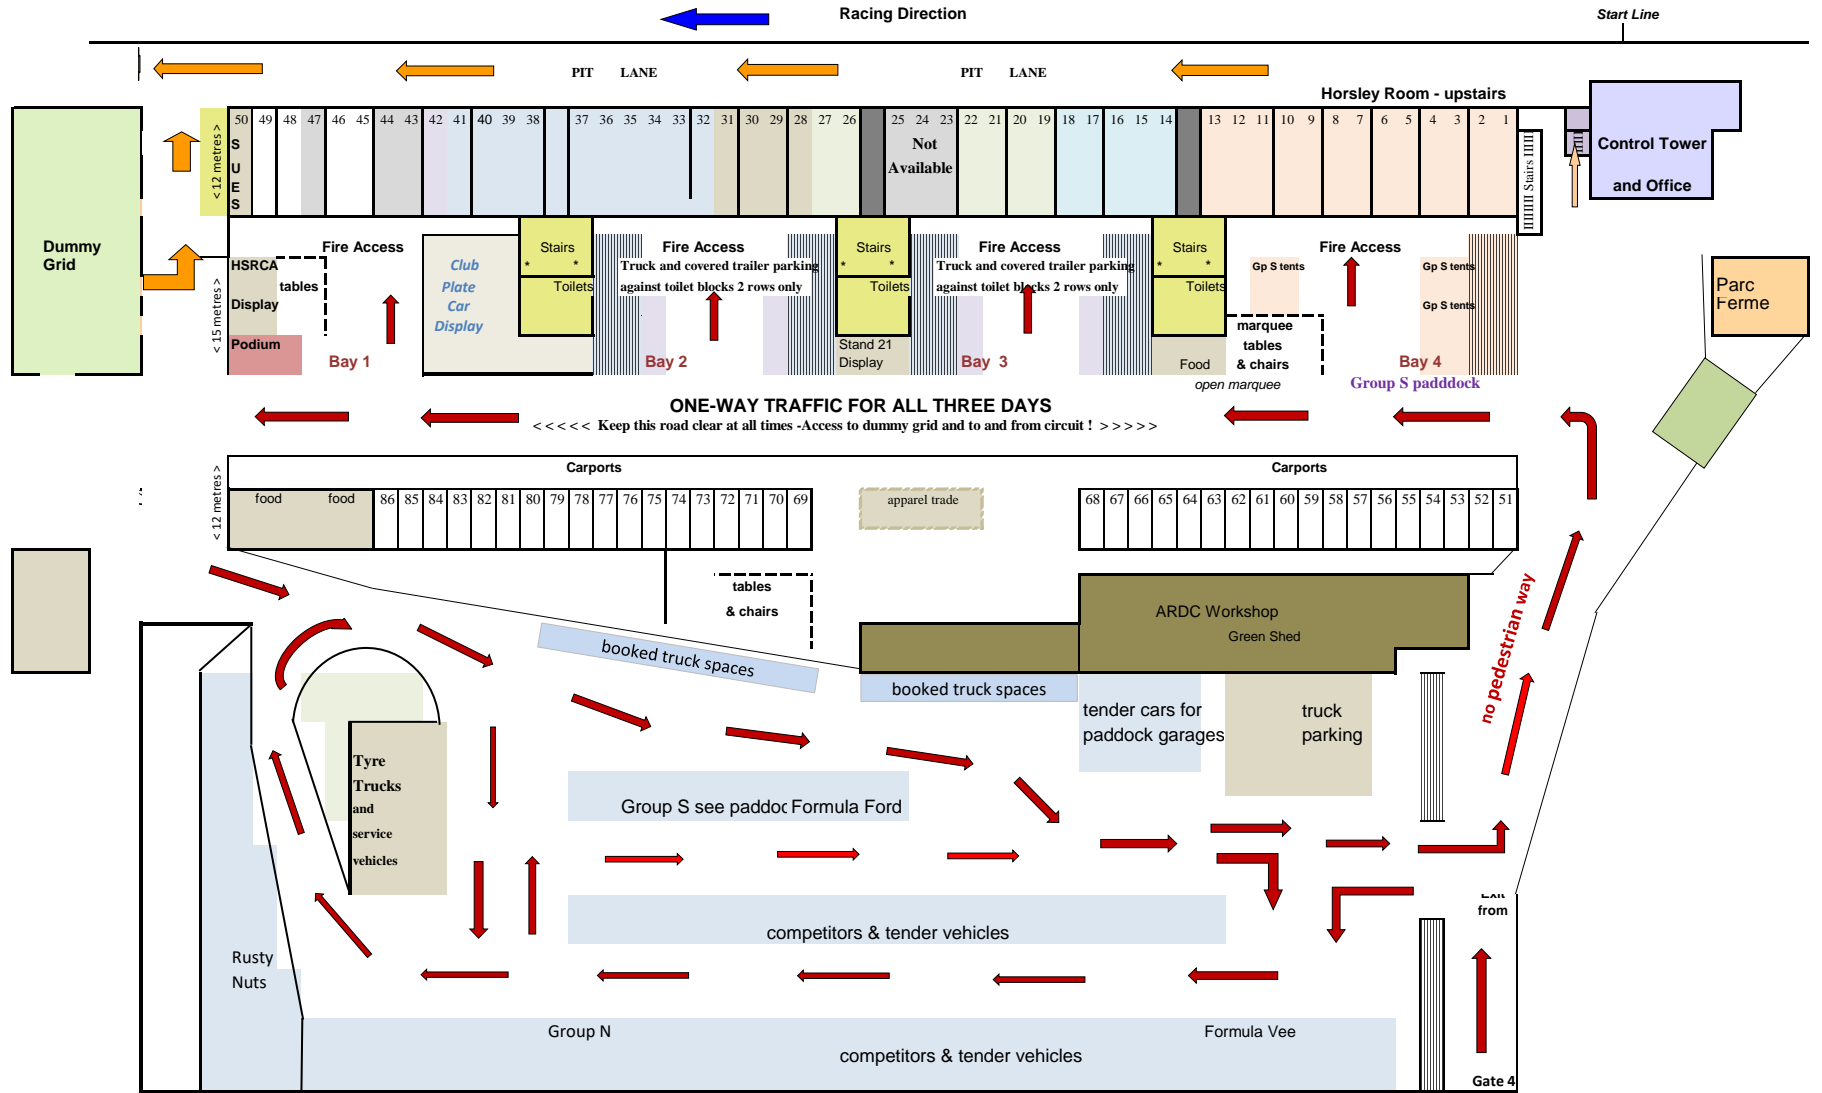 Racing Direction
Start Line
PIT LANE
PIT LANE
Horsley Room - upstairs
50 49 48 47 46 45 44 43 42 41 40 39 38 37 36 35 34 33 32 31 30 29 28 27 26 25 24 23 22 21 20 19 18 17 16 15 14 13 12 11 10 9 8 7 6 5 4 3 2 1
S
U
E
S
Not
Available
< 12 metres >
IIIIIIII Stairs IIIII
Control Tower
and Office
Dummy
Grid
Fire Access
Fire Access
Fire Access
Fire Access
HSRCA
Display
tables
Podium
Bay 1
< 15 metres >
Club
Plate
Car
Display
Stairs
* *
Toilets
Truck and covered trailer parking
against toilet blocks 2 rows only
Bay 2
Stairs
* *
Toilets
Stand 21
Display
Truck and covered trailer parking
against toilet blocks 2 rows only
Bay 3
Stairs
* *
Toilets
Food
Gp S tents
Gp S tents
Gp S tents
marquee
tables
& chairs
open marquee
Bay 4
Group S padddock
Parc
Ferme
ONE-WAY TRAFFIC FOR ALL THREE DAYS
< < < < < Keep this road clear at all times -Access to dummy grid and to and from circuit ! > > > > >
Carports
Carports
< 12 metres >
food food
86 85 84 83 82 81 80 79 78 77 76 75 74 73 72 71 70 69
apparel trade
68 67 66 65 64 63 62 61 60 59 58 57 56 55 54 53 52 51
tables
& chairs
ARDC Workshop
Green Shed
no pedestrian way
booked truck spaces
booked truck spaces
tender cars for
paddock garages
truck
parking
Tyre
Trucks
and
service
vehicles
Group S see paddoc Formula Ford
Exit
from
competitors & tender vehicles
Rusty
Nuts
Group N
Formula Vee
competitors & tender vehicles
Gate 4